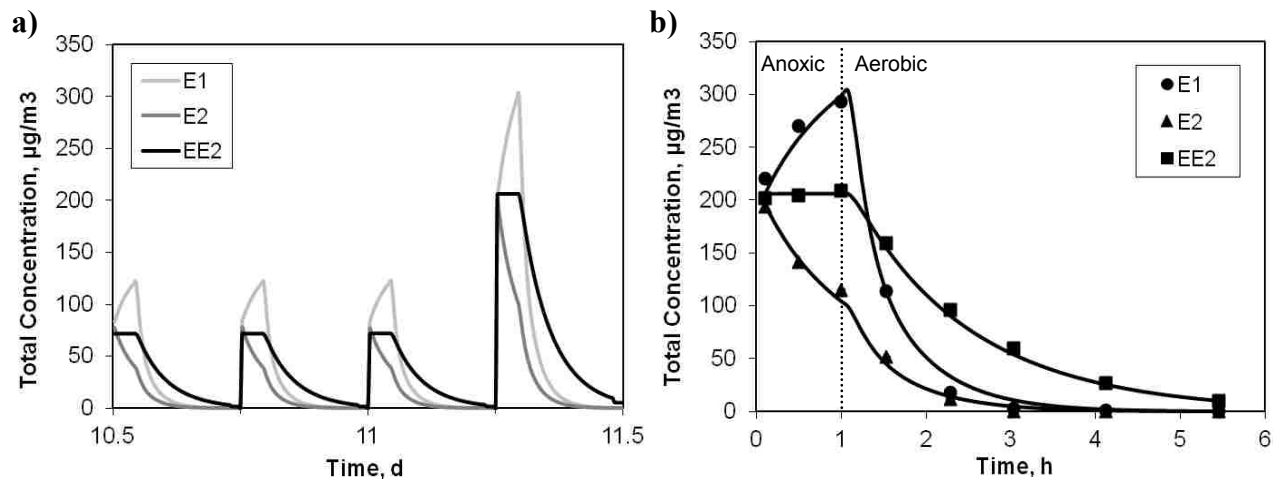 a)
350
300
250
200
150
100
50
0
Total Concentration, µg/m3
E1
E2
EE2
10.5
11
11.5
Time, d
b)
350
300
250
200
150
100
50
0
Total Concentration, µg/m3
Anoxic
Aerobic
E1
E2
EE2
0
1
2
3
4
5
6
Time, h